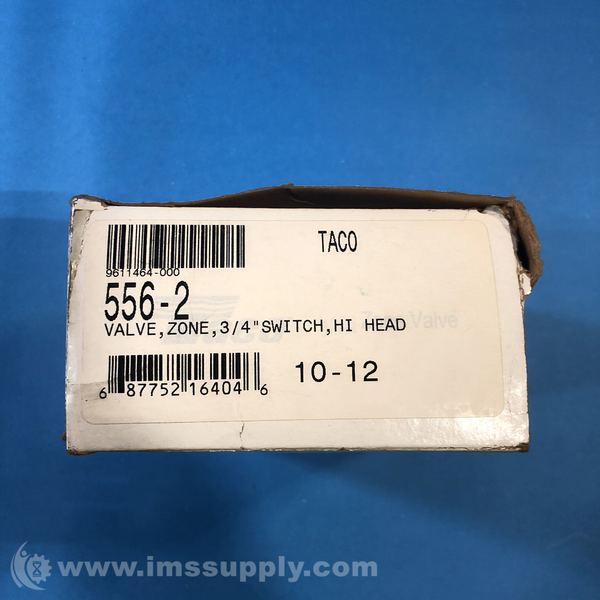 TACO
9611464-000
556-2
VALVE,ZONE,3/4"SWITCH,HI HEAD
Valve
6 87752 16404 6
10-12
www.imssupply.com